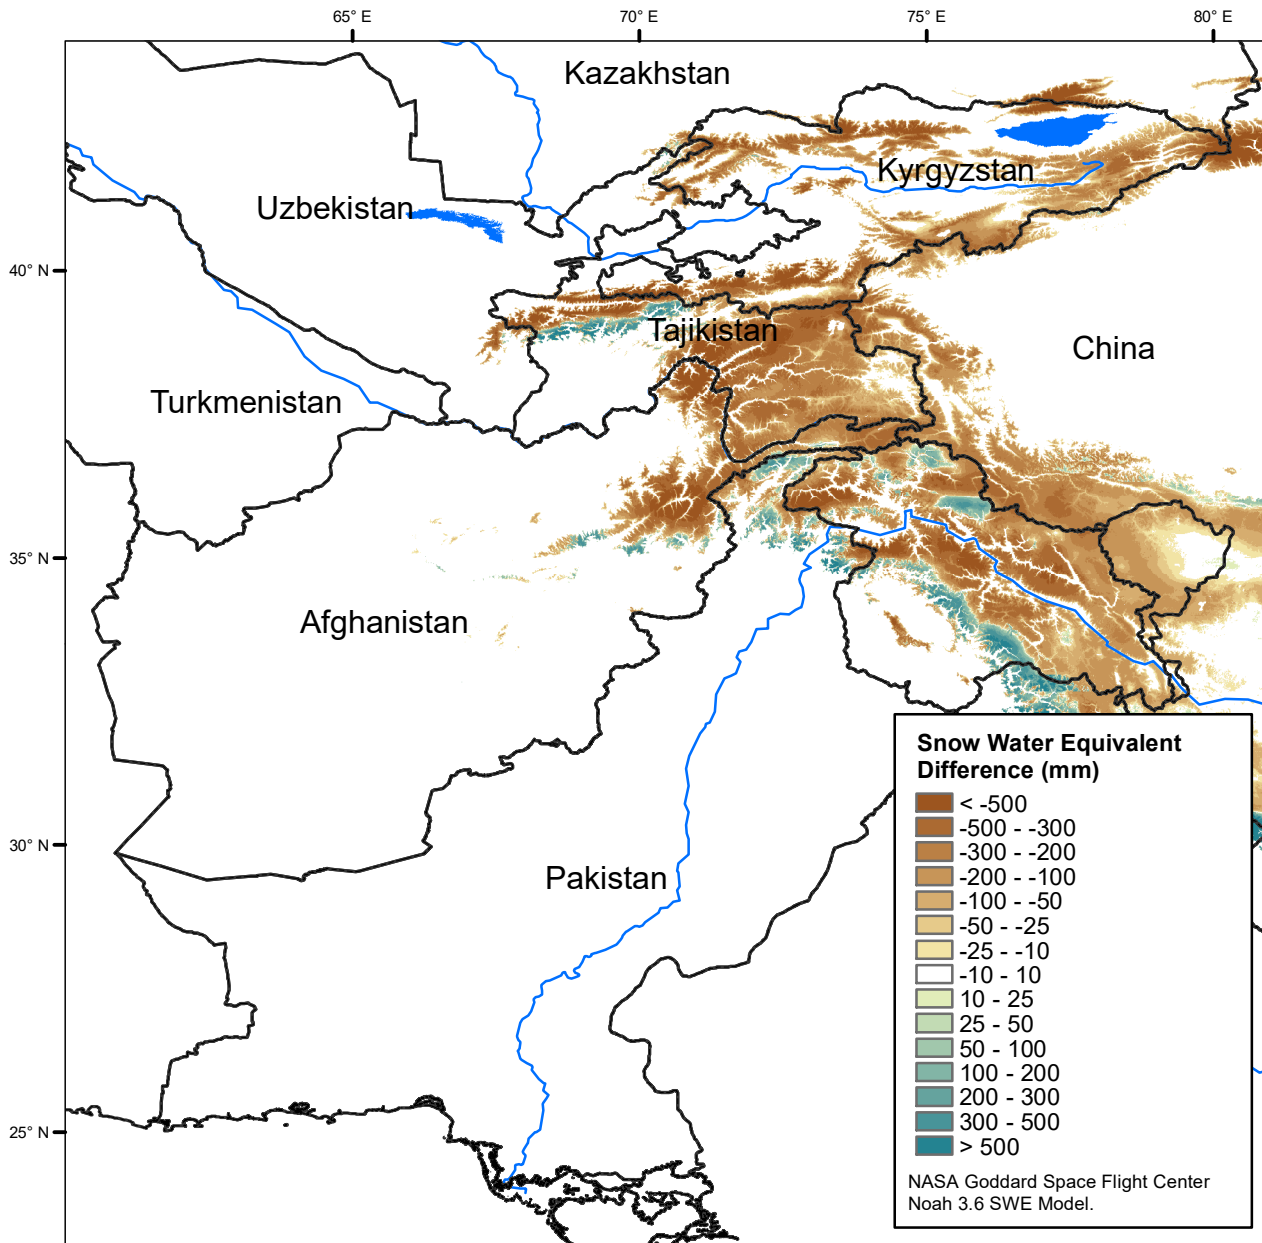 65° E
70° E
75° E
80° E
Kazakhstan
Kyrgyzstan
Uzbekistan
40° N
Tajikistan
China
Turkmenistan
35° N
Afghanistan
Snow Water Equivalent
Difference (mm)
< -500
-500 - -300
-300 - -200
-200 - -100
-100 - -50
-50 - -25
-25 - -10
-10 - 10
10 - 25
25 - 50
50 - 100
100 - 200
200 - 300
300 - 500
> 500
NASA Goddard Space Flight Center
Noah 3.6 SWE Model.
30° N
Pakistan
25° N